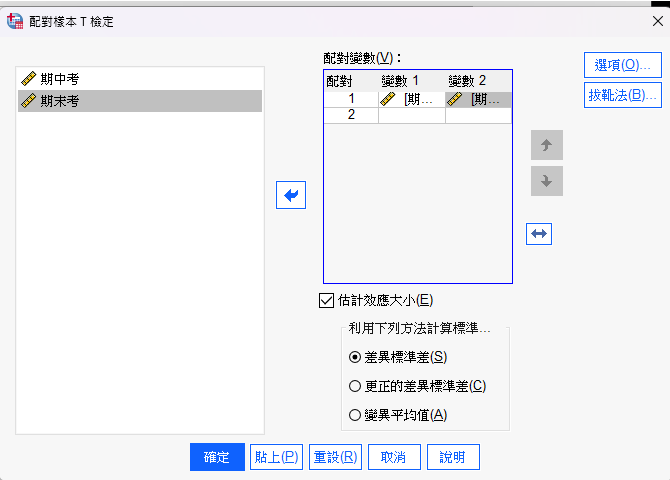 配對樣本 T 檢定
配對變數(V)：
選項(O)...
期中考
期末考
配對 變數 1 變數 2
1 [期... [期...
2
拔靴法(B)...
估計效應大小(E)
利用下列方法計算標準...
差異標準差(S)
更正的差異標準差(C)
變異平均值(A)
確定 貼上(P) 重設(R) 取消 說明